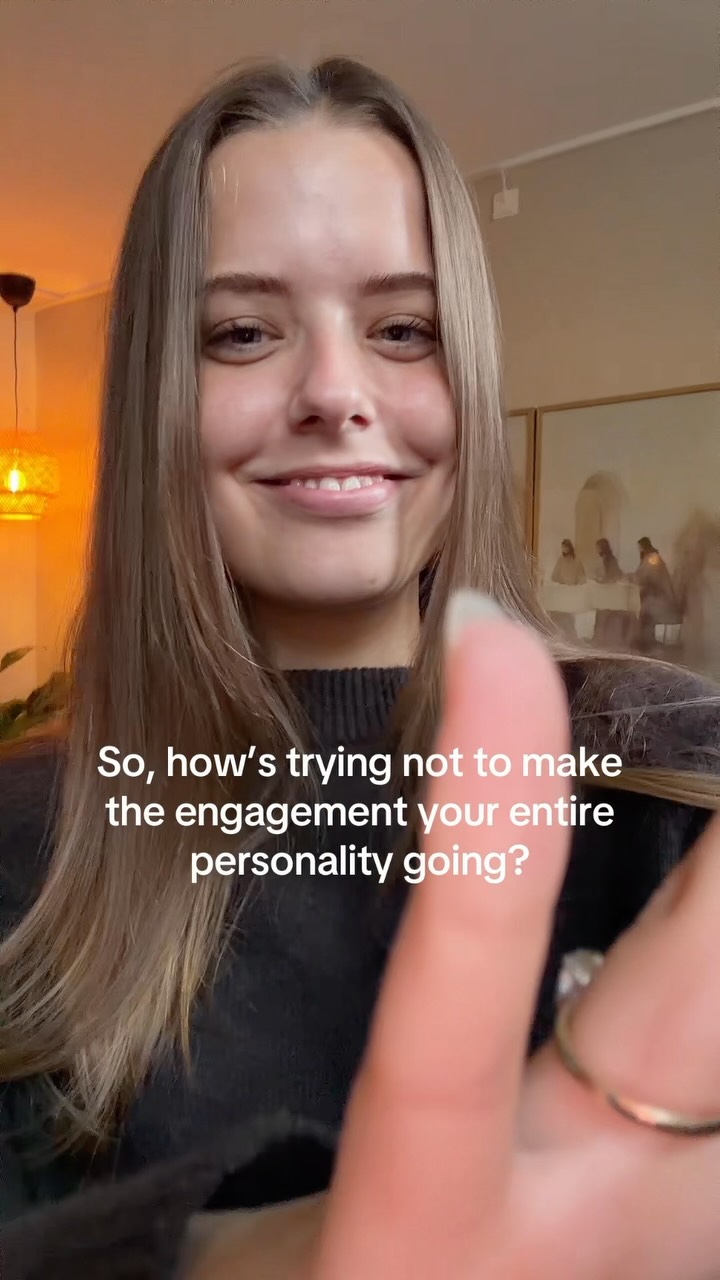 So, how’s trying not to make
the engagement your entire
personality going?